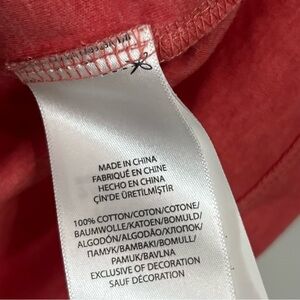 MADE IN CHINA
FABRIQUÉ EN CHINE
HECHO EN CHINA
ÇİN'DE ÜRETİLMİŞTİR
100% COTTON/COTON/COTONE/
BAUMWOLLE/KATOEN/BOMULD/
ALGODÓN/ALGODÃO/ХЛОПОК/
ПАМУК/BAMBAKI/BOMULL/
PAMUK/BAVLNA
EXCLUSIVE OF DECORATION
SAUF DÉCORATION